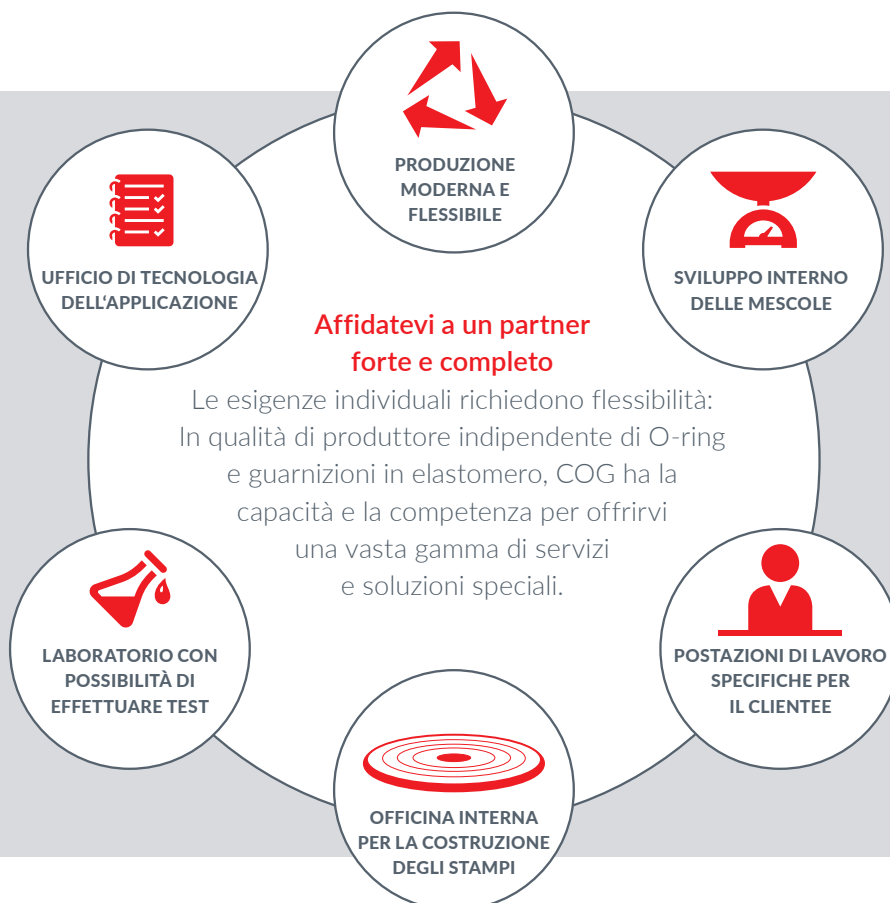 PRODUZIONE
MODERNA E
FLESSIBILE
UFFICIO DI TECNOLOGIA
DELL‘APPLICAZIONE
SVILUPPO INTERNO
DELLE MESCOLE
Affidatevi a un partner
forte e completo
Le esigenze individuali richiedono flessibilità:
In qualità di produttore indipendente di O-ring
e guarnizioni in elastomero, COG ha la
capacità e la competenza per offrirvi
una vasta gamma di servizi
e soluzioni speciali.
LABORATORIO CON
POSSIBILITÀ DI
EFFETTUARE TEST
POSTAZIONI DI LAVORO
SPECIFICHE PER
IL CLIENTEE
OFFICINA INTERNA
PER LA COSTRUZIONE
DEGLI STAMPI